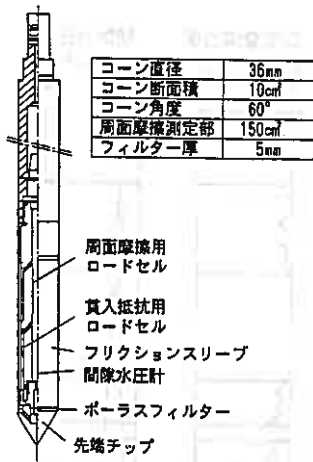 コーン直径 36mm
コーン断面積 10c㎡
コーン角度 60°
周面摩擦測定部 150c㎡
フィルター厚 5mm
周面摩擦用
ロードセル
貫入抵抗用
ロードセル
フリクションスリーブ
間隙水圧計
ポーラスフィルター
先端チップ